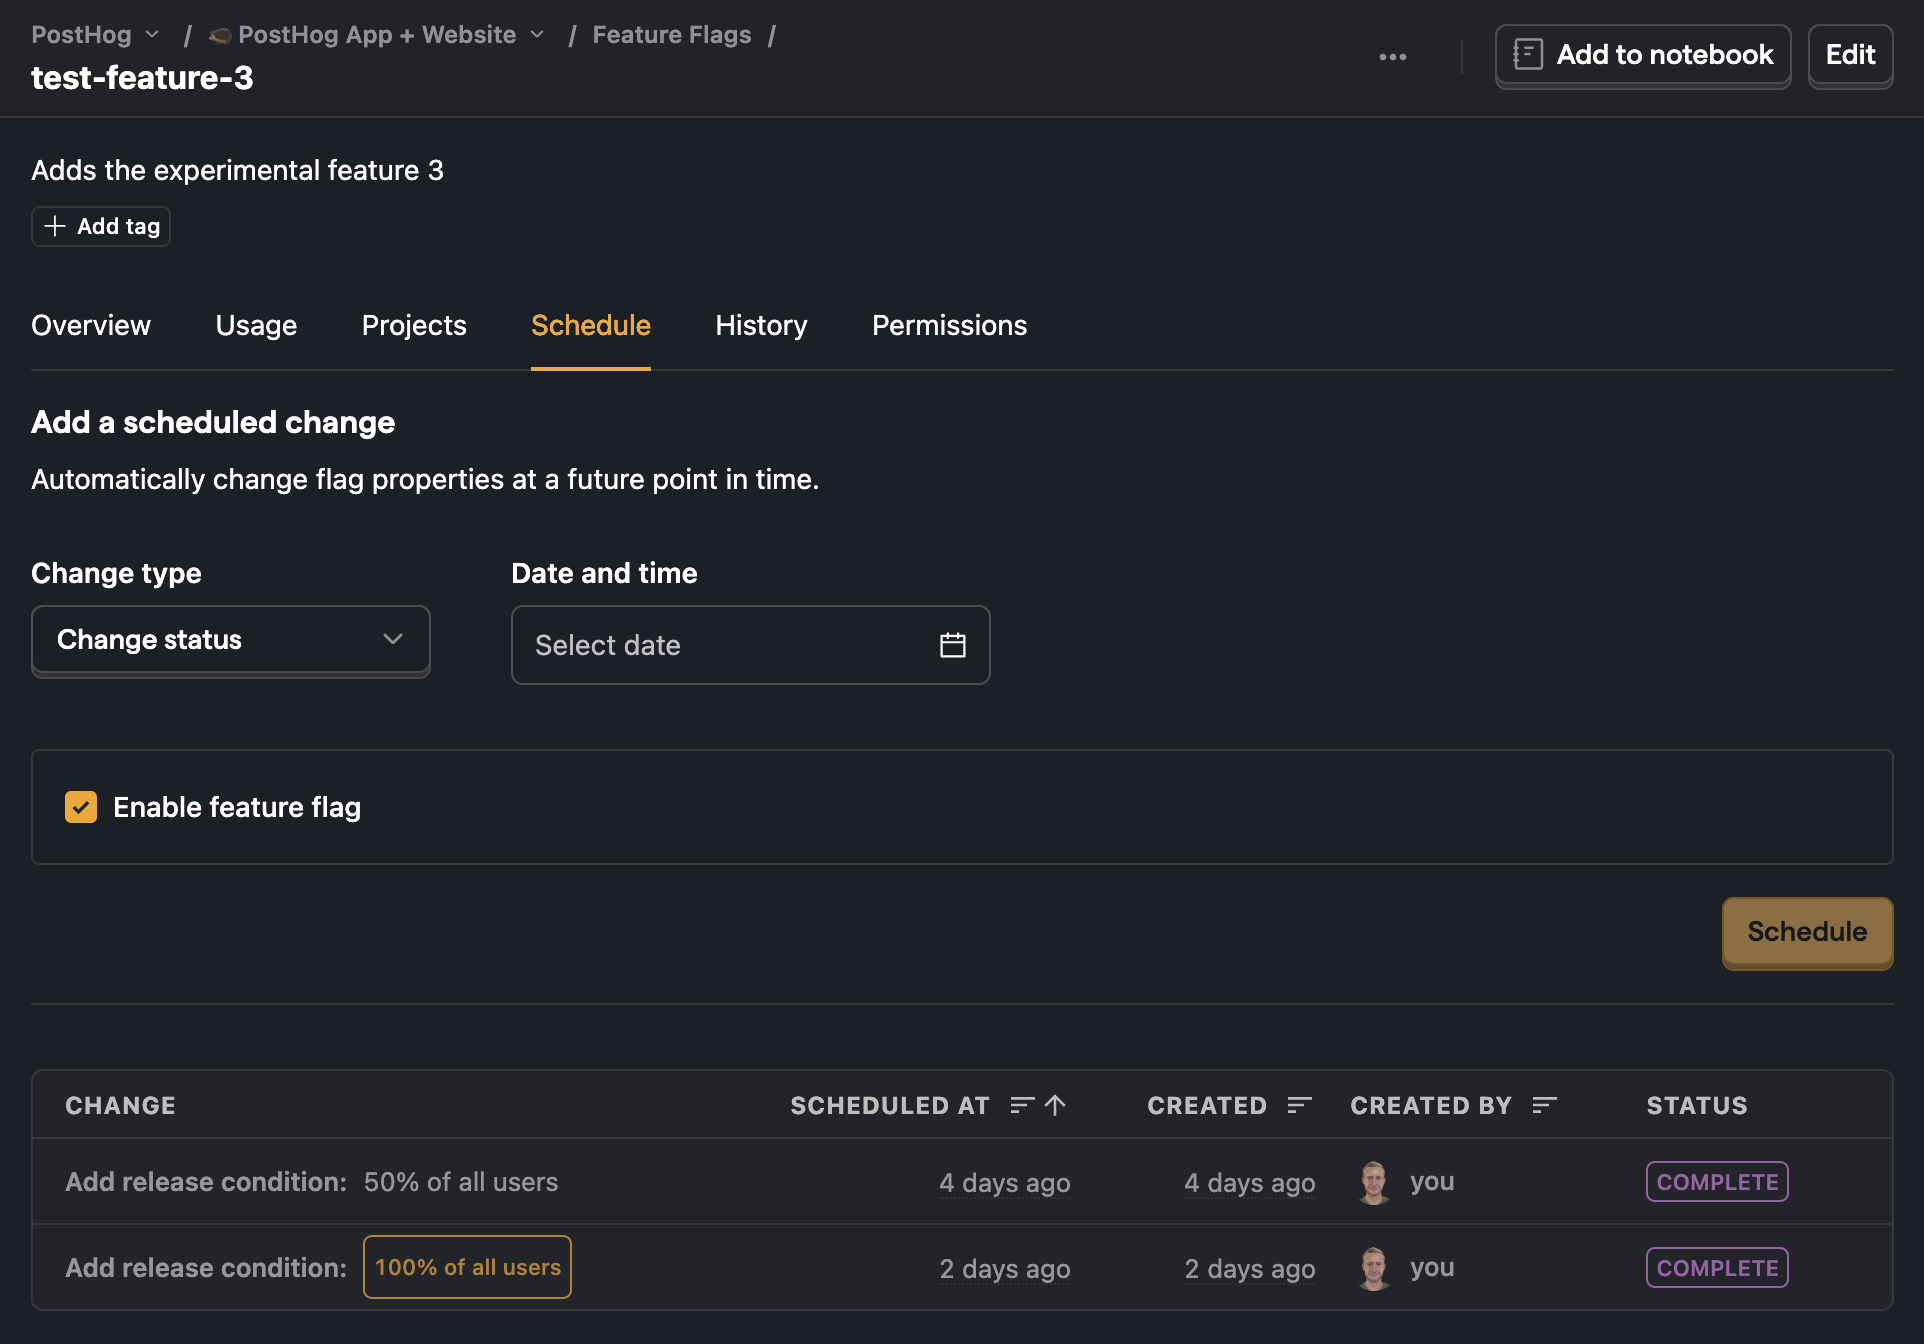 PostHog / PostHog App + Website / Feature Flags /
test-feature-3
Add to notebook
Edit
Adds the experimental feature 3
Add tag
Overview Usage Projects Schedule History Permissions
Add a scheduled change
Automatically change flag properties at a future point in time.
Change type Date and time
Change status Select date
Enable feature flag
Schedule
CHANGE SCHEDULED AT CREATED CREATED BY STATUS
Add release condition: 50% of all users 4 days ago 4 days ago you COMPLETE
Add release condition: 100% of all users 2 days ago 2 days ago you COMPLETE